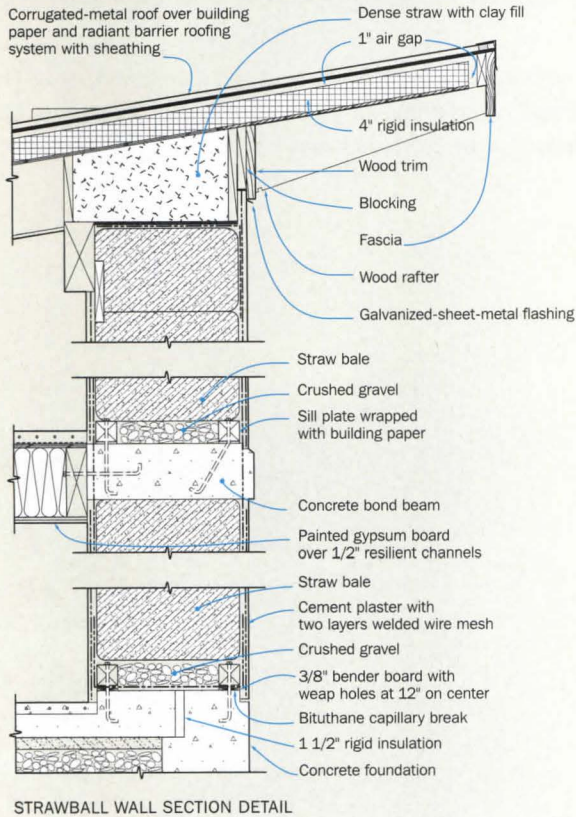 Corrugated-metal roof over building
paper and radiant barrier roofing
system with sheathing
Dense straw with clay fill
1" air gap
4" rigid insulation
Wood trim
Blocking
Fascia
Wood rafter
Galvanized-sheet-metal flashing
Straw bale
Crushed gravel
Sill plate wrapped
with building paper
Concrete bond beam
Painted gypsum board
over 1/2" resilient channels
Straw bale
Cement plaster with
two layers welded wire mesh
Crushed gravel
3/8" bender board with
weap holes at 12" on center
Bituthane capillary break
1 1/2" rigid insulation
Concrete foundation
STRAWBALL WALL SECTION DETAIL